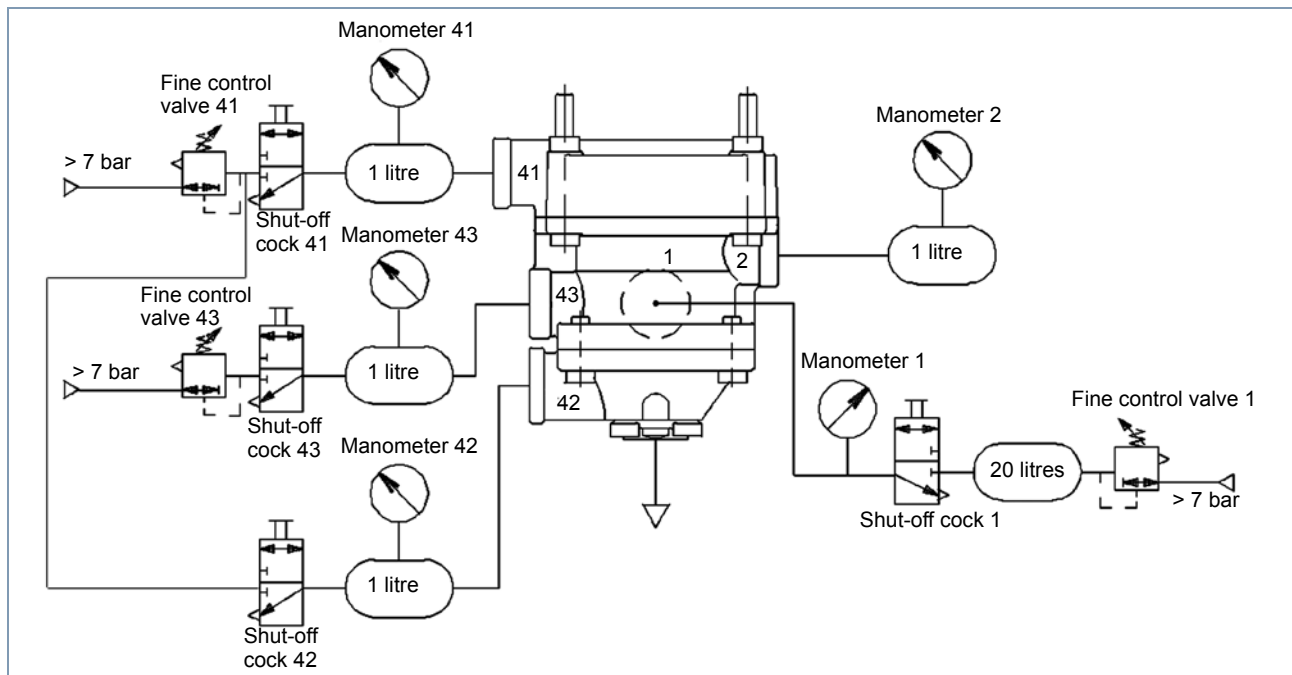 Manometer 41
Fine control
valve 41
> 7 bar
1 litre
41
Shut-off
cock 41
Manometer 2
1 litre
Manometer 43
1
2
43
Fine control
valve 43
> 7 bar
1 litre
Shut-off
cock 43
Manometer 1
42
Fine control valve 1
Manometer 42
20 litres
> 7 bar
Shut-off cock 1
1 litre
Shut-off
cock 42